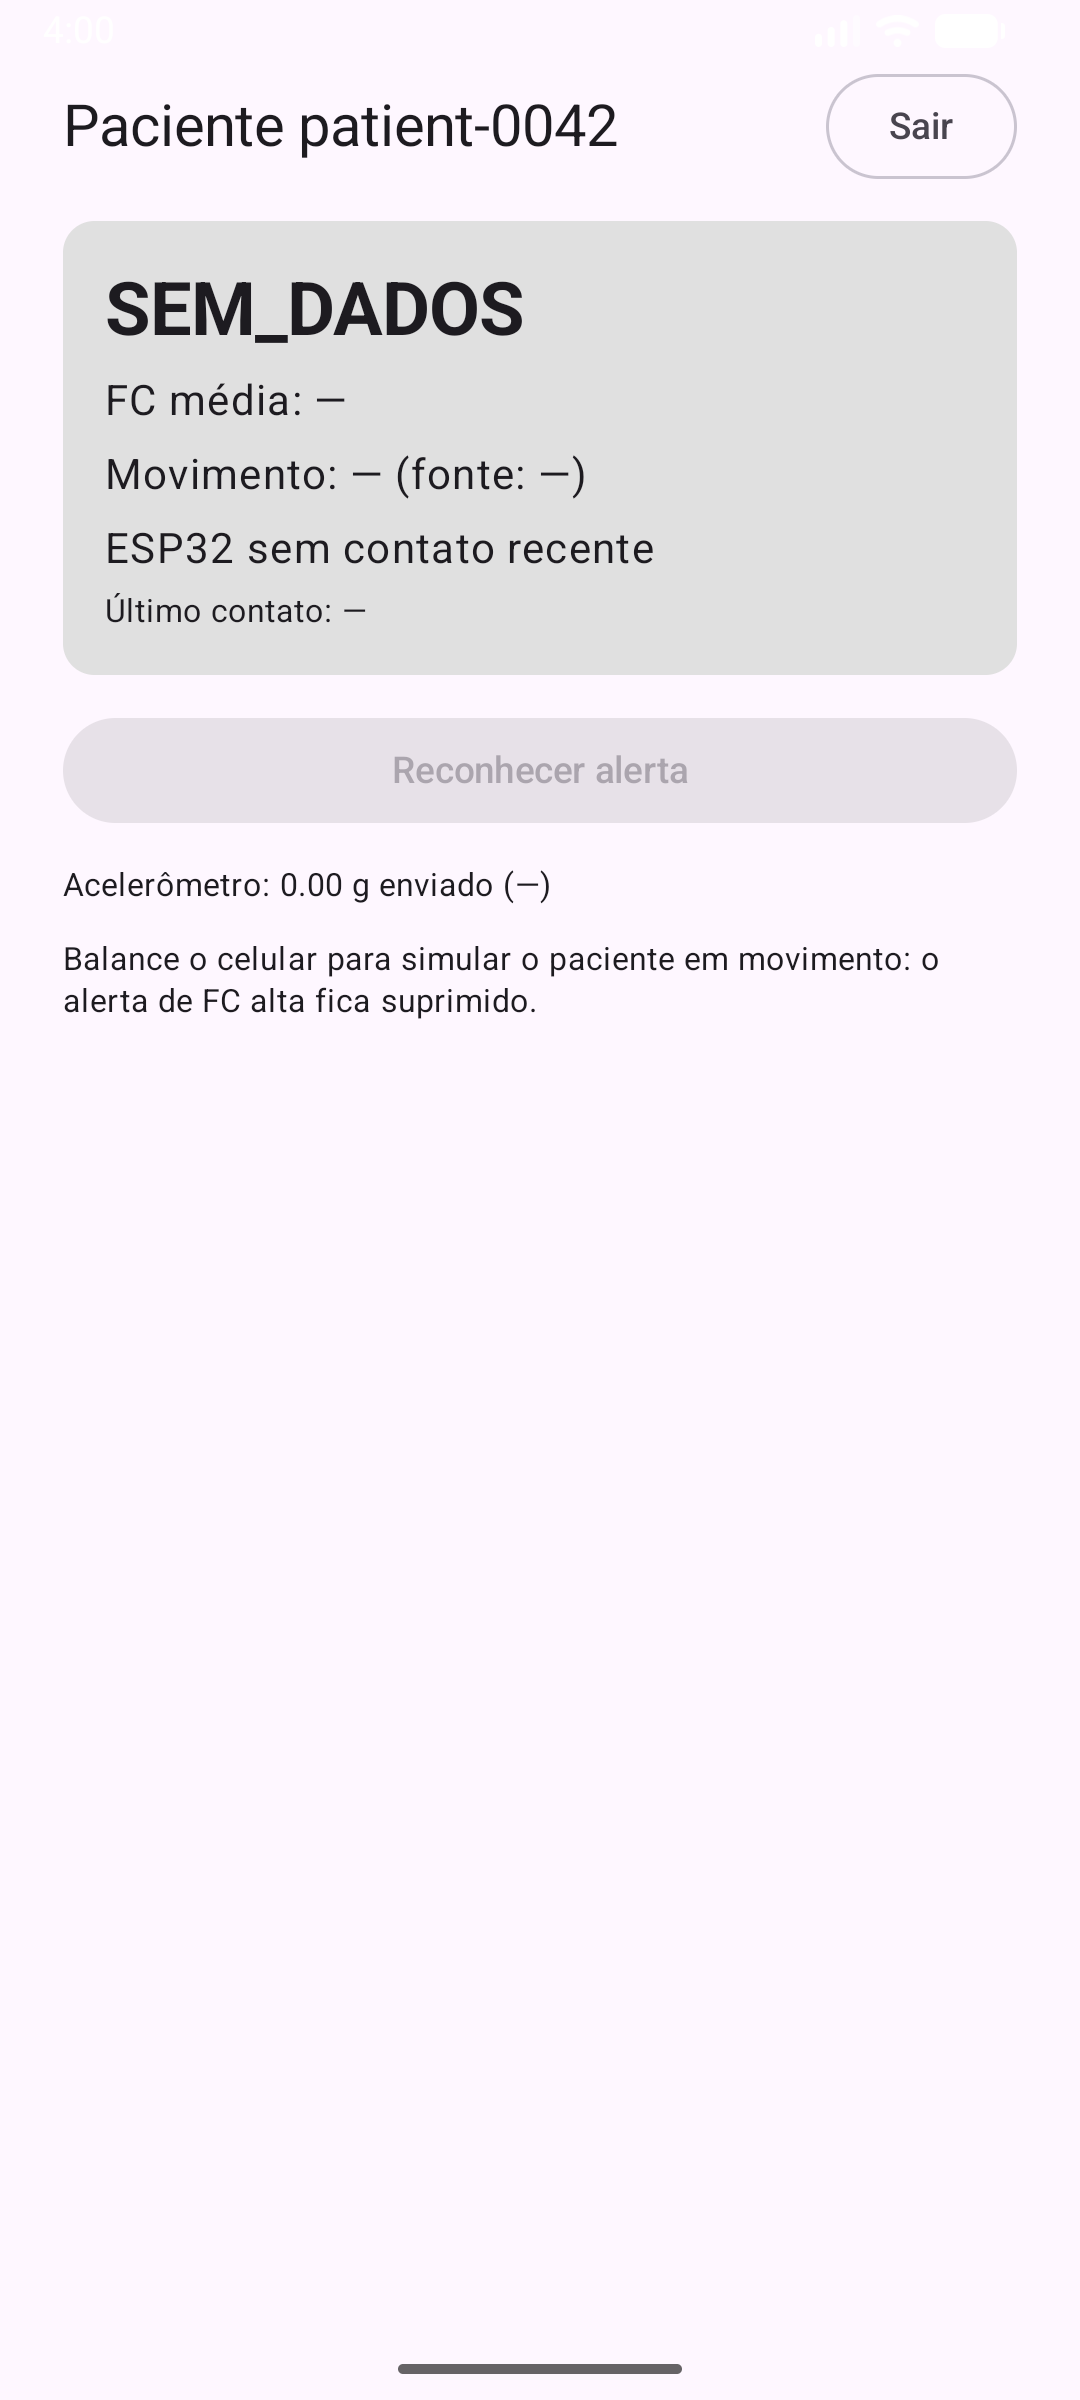 4:00
Paciente patient-0042
Sair
SEM_DADOS
FC média: —
Movimento: — (fonte: —)
ESP32 sem contato recente
Último contato: —
Reconhecer alerta
Acelerômetro: 0.00 g enviado (—)
Balance o celular para simular o paciente em movimento: o
alerta de FC alta fica suprimido.